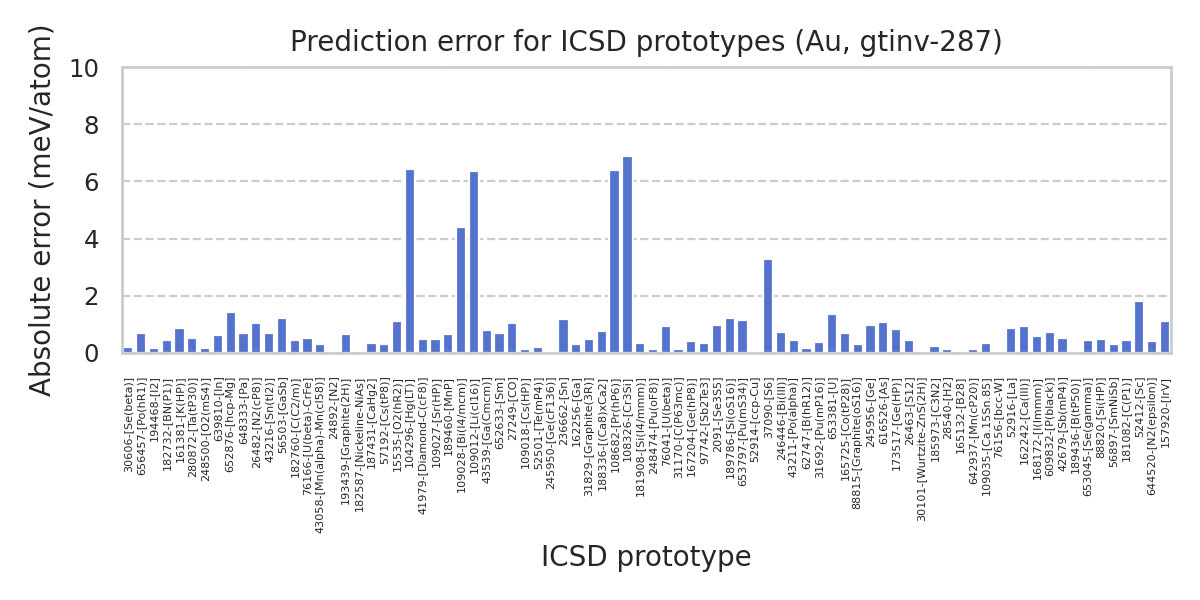 Prediction error for ICSD prototypes (Au, gtinv-287)
Absolute error (meV/atom)
10
8
6
4
2
0
30606-[Se(beta)]
656457-[Po(hR1)]
194468-[I2]
182732-[BN(P1)]
161381-[K(HP)]
280872-[Ta(tP30)]
248500-[O2(mS4)]
639810-[In]
652876-[hcp-Mg]
648333-[Pa]
26482-[N2(cP8)]
43216-[Sn(tI2)]
56503-[GaSb]
182760-[C(C2/m)]
76166-[U(beta)-CrFe]
43058-[Mn(alpha)-Mn(cI58)]
24892-[N2]
193439-[Graphite(2H)]
182587-[Nickeline-NiAs]
187431-[CaHg2]
57192-[Cs(tP8)]
15535-[O2(hR2)]
104296-[Hg(LT)]
41979-[Diamond-C(cF8)]
109027-[Sr(HP)]
189460-[MnP]
109028-[Bi(I4/mcm)]
109012-[Li(cI16)]
43539-[Ga(Cmcm)]
652633-[Sm]
27249-[CO]
109018-[Cs(HP)]
52501-[Te(mP4)]
245950-[Ge(cF136)]
236662-[Sn]
162256-[Ga]
31829-[Graphite(3R)]
188336-[(Ca8)xCa2]
108682-[Pr(hP6)]
108326-[Cr3Si]
181908-[Si(I4/mmm)]
248474-[Pu(oF8)]
76041-[U(beta)]
31170-[C(P63mc)]
167204-[Ge(hP8)]
97742-[Sb2Te3]
2091-[Se3S5]
189786-[Si(oS16)]
653797-[Pu(mS34)]
52914-[ccp-Cu]
37090-[S6]
246446-[Bi(III)]
43211-[Po(alpha)]
62747-[B(hR12)]
31692-[Pu(mP16)]
653381-[U]
165725-[Co(tP28)]
88815-[Graphite(oS16)]
245956-[Ge]
616526-[As]
173517-[Ge(HP)]
26463-[S12]
30101-[Wurtzite-ZnS(2H)]
185973-[C3N2]
28540-[H2]
165132-[B28]
642937-[Mn(cP20)]
109035-[Ca.15Sn.85]
76156-[bcc-W]
52916-[La]
162242-[Ca(III)]
168172-[I(Immm)]
609832-[P(black)]
42679-[Sb(mP4)]
189436-[B(tP50)]
653045-[Se(gamma)]
88820-[Si(HP)]
56897-[SmNiSb]
181082-[C(P1)]
52412-[Sc]
644520-[N2(epsilon)]
157920-[IrV]
ICSD prototype